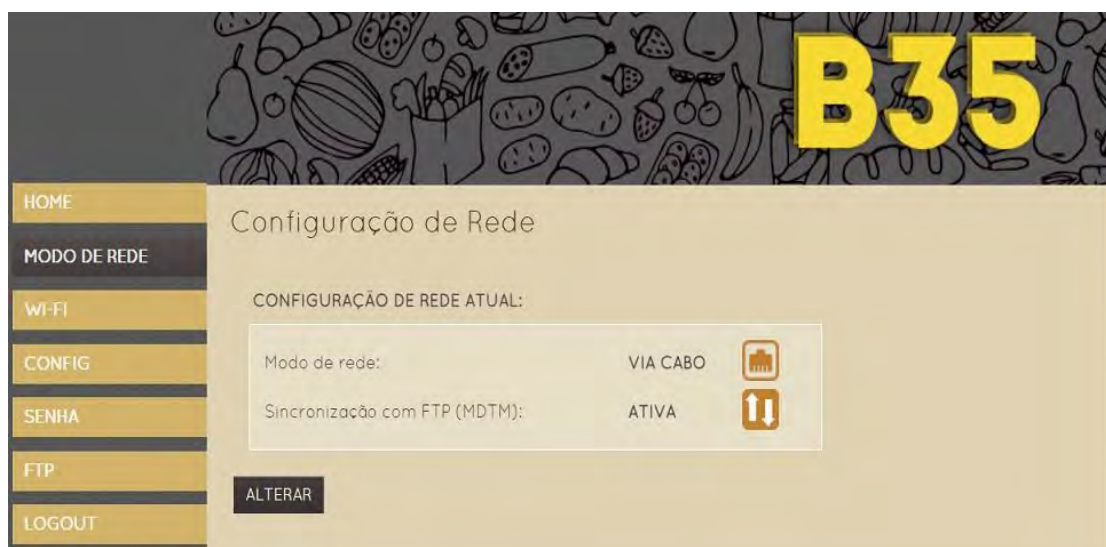 B35
HOME
MODO DE REDE
WI-FI
CONFIG
SENHA
FTP
LOGOUT
Configuração de Rede
CONFIGURAÇÃO DE REDE ATUAL:
Modo de rede: VIA CABO
Sincronização com FTP (MDTM): ATIVA
ALTERAR